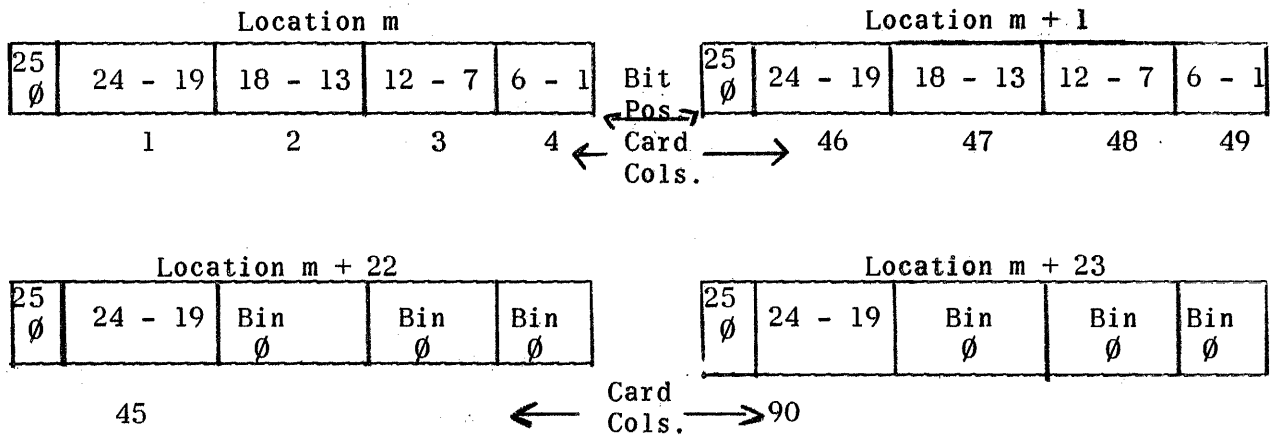 Location m Location m + 1
25 Ø 24 - 19 18 - 13 12 - 7 6 - 1 Bit Pos. 25 Ø 24 - 19 18 - 13 12 - 7 6 - 1
1 2 3 4 Card Cols. 46 47 48 49
Location m + 22 Location m + 23
25 Ø 24 - 19 Bin Ø Bin Ø Bin Ø 25 Ø 24 - 19 Bin Ø Bin Ø Bin Ø
45 Card Cols. 90